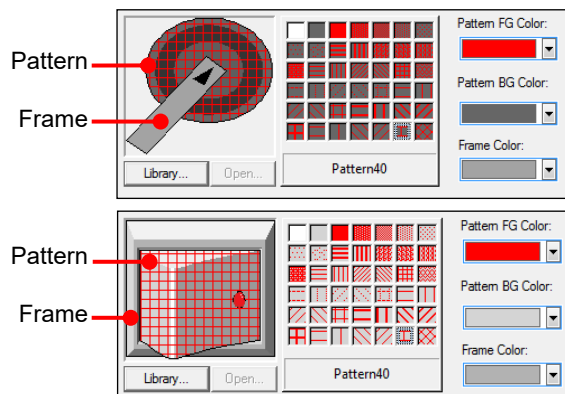 Pattern
Frame
Library...
Open...
Pattern40
Pattern FG Color:
Pattern BG Color:
Frame Color:
Pattern
Frame
Library...
Open...
Pattern40
Pattern FG Color:
Pattern BG Color:
Frame Color: